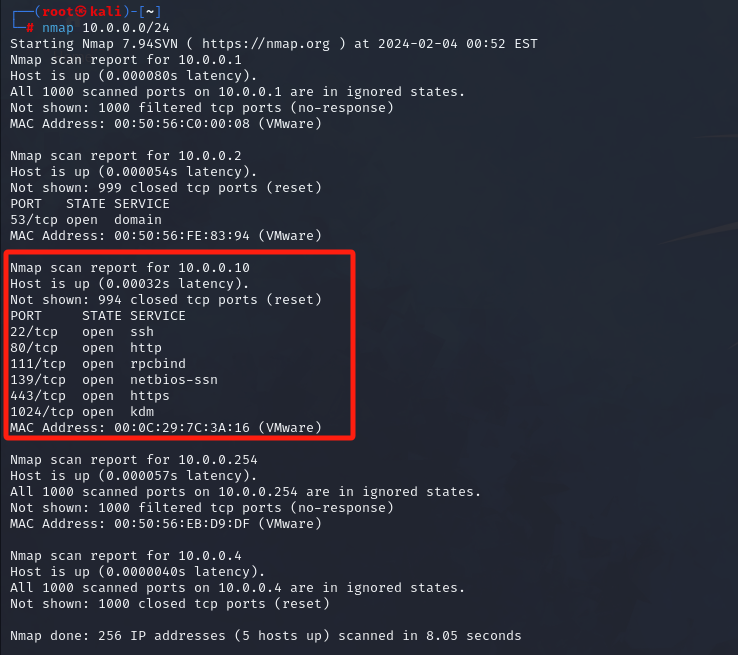 ┌──(root㉿kali)-[~]
└─# nmap 10.0.0.0/24
Starting Nmap 7.94SVN ( https://nmap.org ) at 2024-02-04 00:52 EST
Nmap scan report for 10.0.0.1
Host is up (0.000080s latency).
All 1000 scanned ports on 10.0.0.1 are in ignored states.
Not shown: 1000 filtered tcp ports (no-response)
MAC Address: 00:50:56:C0:00:08 (VMware)

Nmap scan report for 10.0.0.2
Host is up (0.000054s latency).
Not shown: 999 closed tcp ports (reset)
PORT   STATE SERVICE
53/tcp open  domain
MAC Address: 00:50:56:FE:83:94 (VMware)

Nmap scan report for 10.0.0.10
Host is up (0.00032s latency).
Not shown: 994 closed tcp ports (reset)
PORT     STATE SERVICE
22/tcp   open  ssh
80/tcp   open  http
111/tcp  open  rpcbind
139/tcp  open  netbios-ssn
443/tcp  open  https
1024/tcp open  kdm
MAC Address: 00:0C:29:7C:3A:16 (VMware)

Nmap scan report for 10.0.0.254
Host is up (0.000057s latency).
All 1000 scanned ports on 10.0.0.254 are in ignored states.
Not shown: 1000 filtered tcp ports (no-response)
MAC Address: 00:50:56:EB:D9:DF (VMware)

Nmap scan report for 10.0.0.4
Host is up (0.0000040s latency).
All 1000 scanned ports on 10.0.0.4 are in ignored states.
Not shown: 1000 closed tcp ports (reset)

Nmap done: 256 IP addresses (5 hosts up) scanned in 8.05 seconds